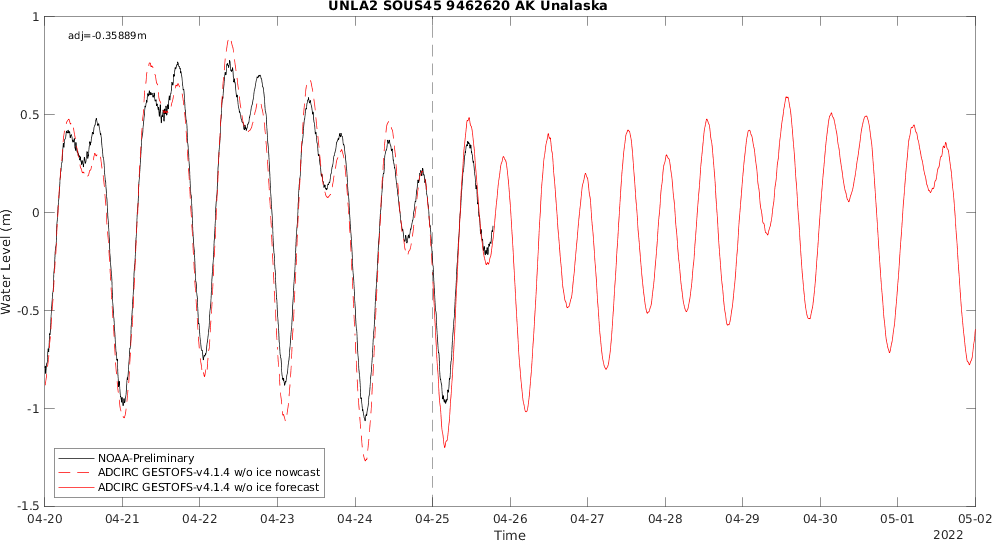 UNLA2 SOUS45 9462620 AK Unalaska
adj=-0.35889m
1
0.5
0
-0.5
-1
-1.5
Water Level (m)
NOAA-Preliminary
ADCIRC GESTOFS-v4.1.4 w/o ice nowcast
ADCIRC GESTOFS-v4.1.4 w/o ice forecast
04-20 04-21 04-22 04-23 04-24 04-25 04-26 04-27 04-28 04-29 04-30 05-01 05-02
Time
2022